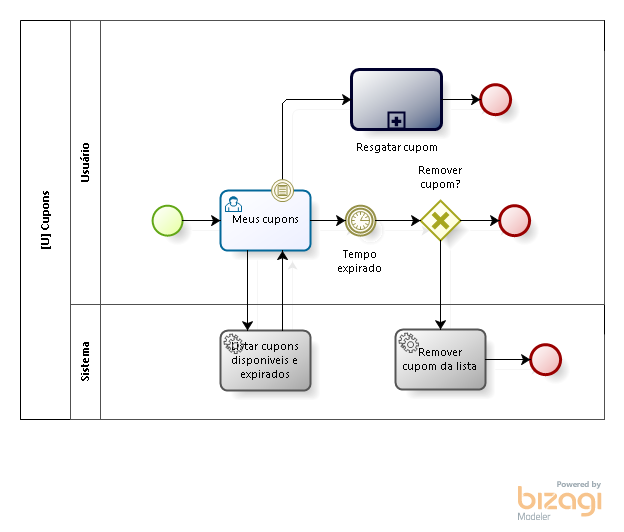 [U] Cupons
Usuário
Resgatar cupom
Remover
cupom?
Meus cupons
Tempo
expirado
Sistema
Listar cupons
disponiveis e
expirados
Remover
cupom da lista
Powered by
bizagi
Modeler